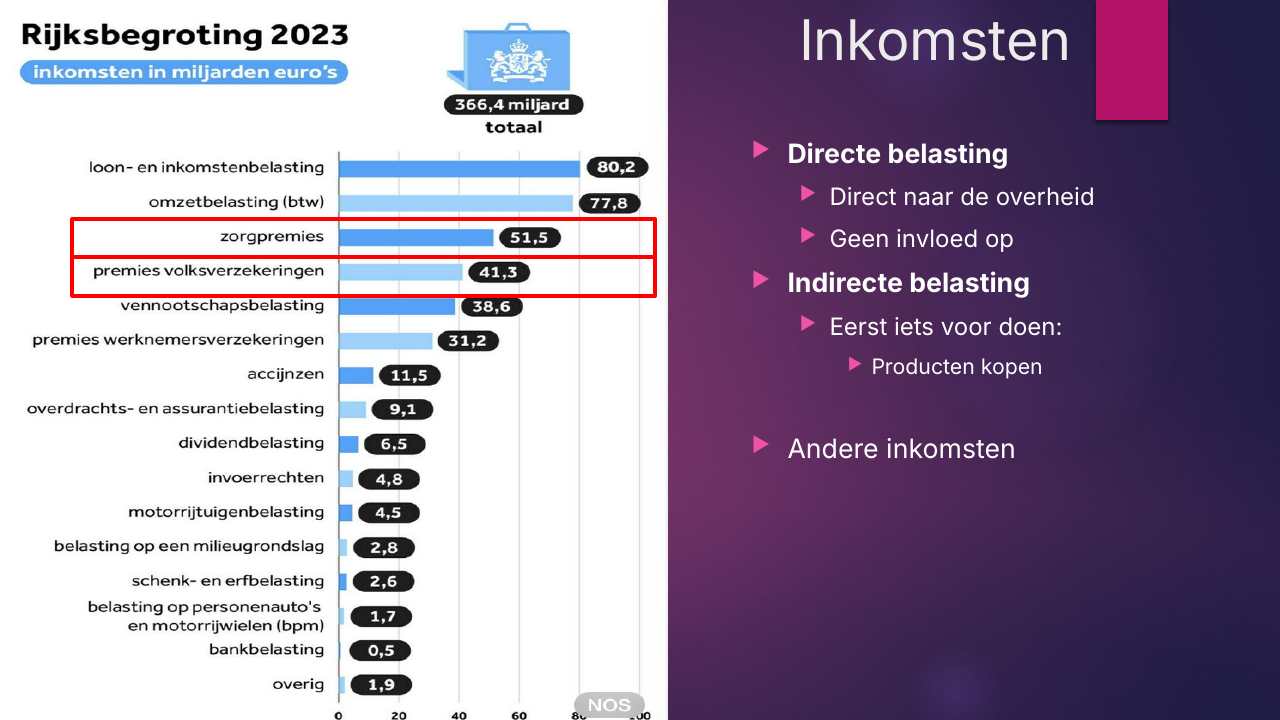 Rijksbegroting 2023
inkomsten in miljarden euro's
366,4 miljard
totaal
loon- en inkomstenbelasting 80,2
omzetbelasting (btw) 77,8
zorgpremies 51,5
premies volksverzekeringen 41,3
vennootschapsbelasting 38,6
premies werknemersverzekeringen 31,2
accijnzen 11,5
overdrachts- en assurantiebelasting 9,1
dividendbelasting 6,5
invoerrechten 4,8
motorrijtuigenbelasting 4,5
belasting op een milieugrondslag 2,8
schenk- en erfbelasting 2,6
belasting op personenauto's
en motorrijwielen (bpm) 1,7
bankbelasting 0,5
overig 1,9
NOS
0 20 40 60 80 100
Inkomsten
Directe belasting
Direct naar de overheid
Geen invloed op
Indirecte belasting
Eerst iets voor doen:
Producten kopen
Andere inkomsten